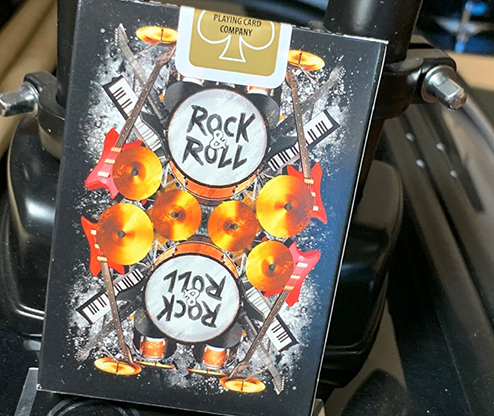 PLAYING CARD
COMPANY
ROCK
&
ROLL
ROCK
&
ROLL